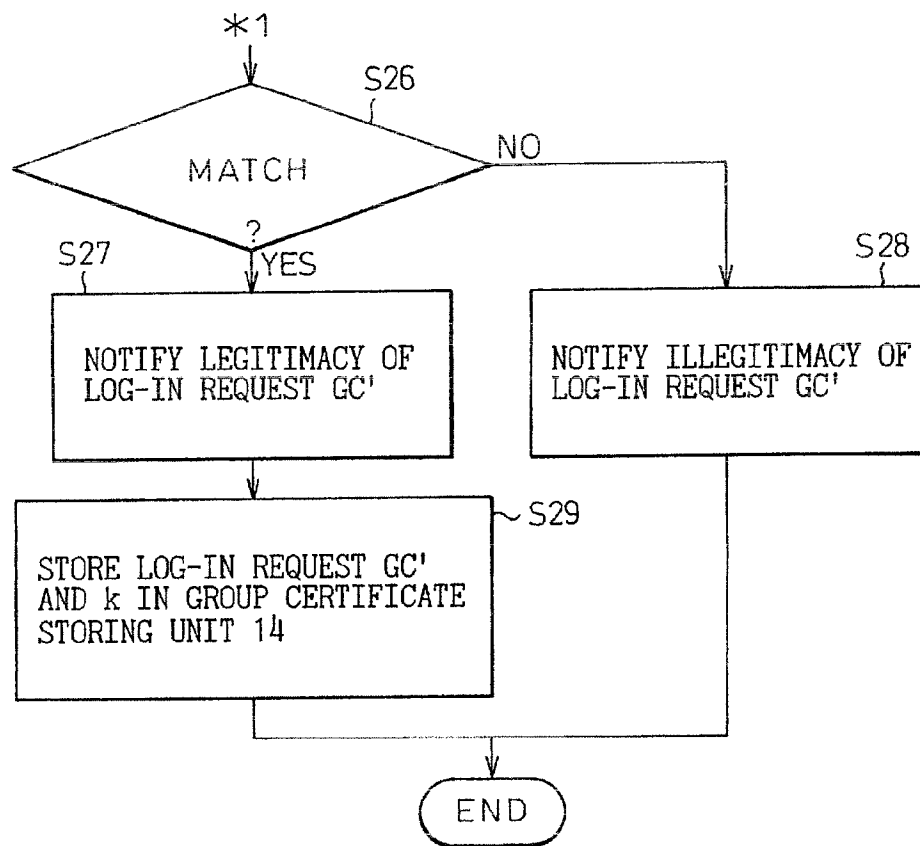 *1
S26
MATCH
?
NO
YES
S27
NOTIFY LEGITIMACY OF
LOG-IN REQUEST GC'
S28
NOTIFY ILLEGITIMACY OF
LOG-IN REQUEST GC'
S29
STORE LOG-IN REQUEST GC'
AND k IN GROUP CERTIFICATE
STORING UNIT 14
END